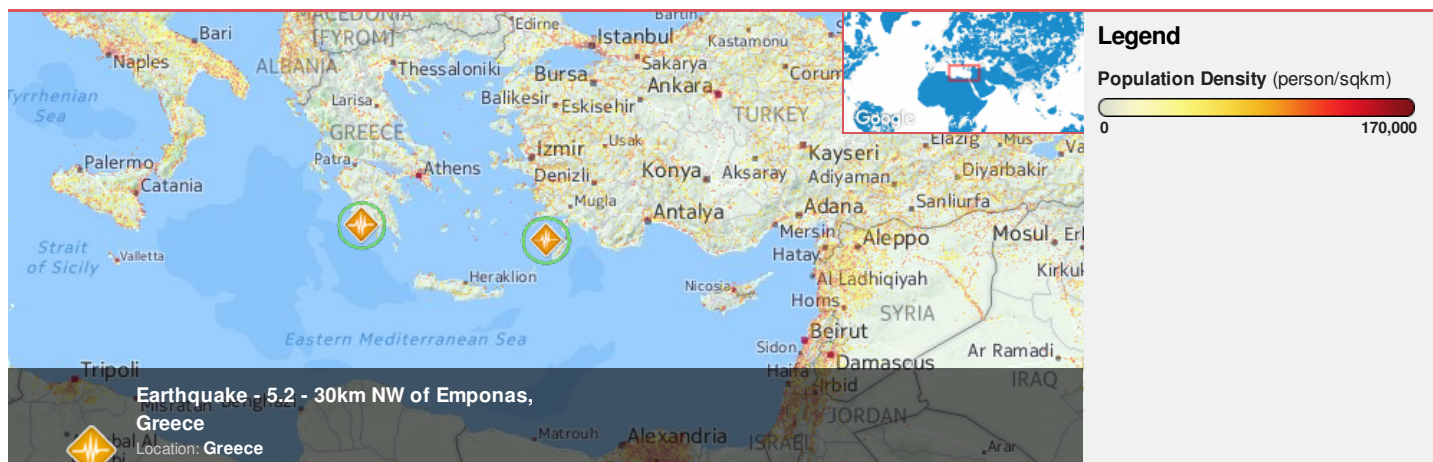 MACEDONIA
[FYROM]
Bari
Naples
ALBANIA
Edirne
Istanbul
Bartin
Kastamonu
Thessaloniki
Bursa
Sakarya
Ankara
Corum
Tyrrhenian
Sea
Larisa
Balikesir
Eskisehir
TURKEY
GREECE
Google
Palermo
Patra
Athens
Izmir
Usak
Kayseri
Elazig
Mus
Va
Catania
Denizli
Konya
Aksaray
Adiyaman
Diyarbakir
Mugla
Antalya
Adana
Sanliurfa
Strait
of Sicily
Valletta
Mersin
Aleppo
Mosul
Hatay
Heraklion
Nicosia
Al Ladhiqiyah
Kirkuk
Homs
SYRIA
Eastern Mediterranean Sea
Beirut
Sidon
Damascus
Ar Ramadi
Tripoli
Haifa
Irbid
IRAQ
Misratah
Benghazi
JORDAN
Matrouh
Alexandria
ISRAEL
Arar
Earthquake - 5.2 - 30km NW of Emponas,
Greece
Location: Greece
Legend
Population Density (person/sqkm)
0
170,000